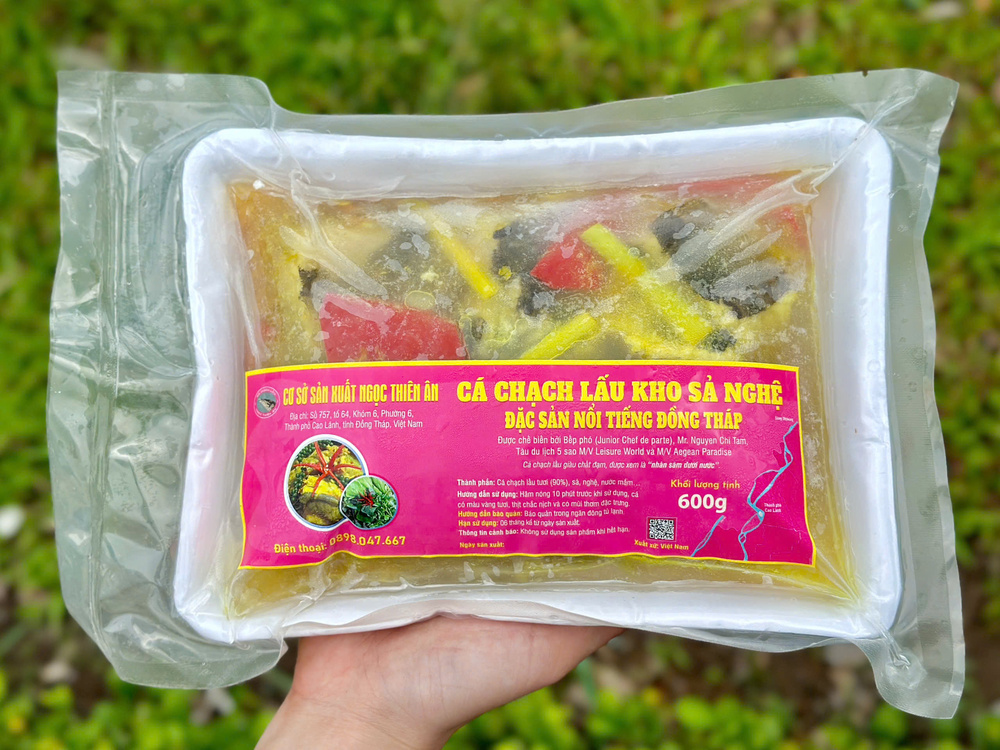 CƠ SỞ SẢN XUẤT NGỌC THIÊN ÂN
Địa chỉ: Số 757, tổ 64, Khóm 6, Phường 6,
Thành phố Cao Lãnh, tỉnh Đồng Tháp, Việt Nam
Điện thoại: 0898.047.667
CÁ CHẠCH LẤU KHO SẢ NGHỆ
ĐẶC SẢN NỔI TIẾNG ĐỒNG THÁP
Được chế biến bởi Bếp phó (Junior Chef de parte), Mr. Nguyen Chi Tam,
Tàu du lịch 5 sao M/V Leisure World và M/V Aegean Paradise
Cá chạch lấu giàu chất đạm, được xem là "nhân sâm dưới nước"
Thành phần: Cá chạch lấu tươi (90%), sả, nghệ, nước mắm...
Hướng dẫn sử dụng: Hâm nóng 10 phút trước khi sử dụng, cá
có màu vàng tươi, thịt chắc nịch và có mùi thơm đặc trưng.
Hướng dẫn bảo quản: Bảo quản trong ngăn đông tủ lạnh.
Hạn sử dụng: 06 tháng kể từ ngày sản xuất.
Thông tin cảnh báo: Không sử dụng sản phẩm khi hết hạn.
Ngày sản xuất:
Khối lượng tịnh
600g
Xuất xứ: Việt Nam
Thành phố
Cao Lãnh